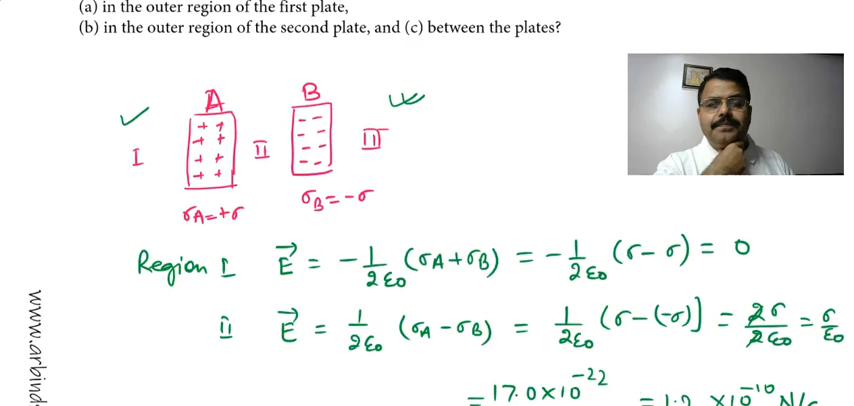 (a) in the outer region of the first plate,
(b) in the outer region of the second plate, and (c) between the plates?
A B
+ + - -
+ + - -
I + + II - - III
+ + - -
σA=+σ σB=-σ
Region I E⃗ = -1/2ε0 (σA+σB) = -1/2ε0 (σ-σ) = 0
II E⃗ = 1/2ε0 (σA-σB) = 1/2ε0 (σ-(-σ)] = 2σ/2ε0 = σ/ε0
= 17.0×10^-22 ×10^-10 N/C
www.arbind